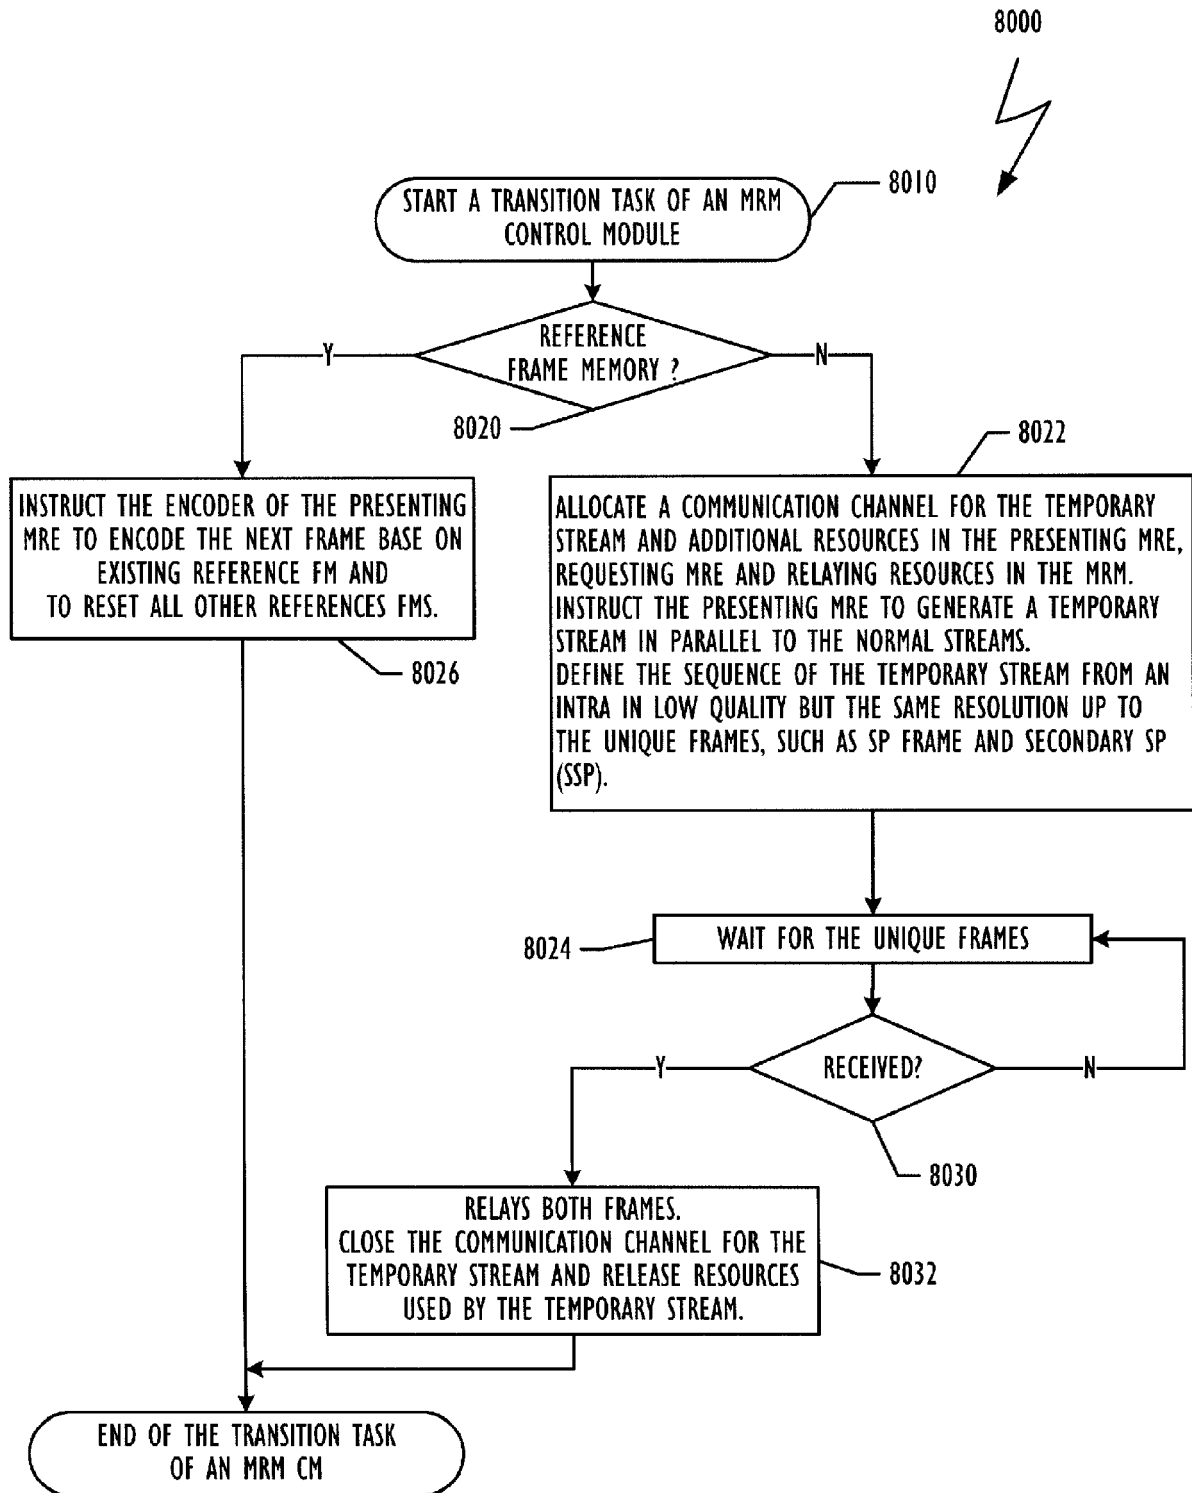 8000
START A TRANSITION TASK OF AN MRM
CONTROL MODULE
8010
REFERENCE
FRAME MEMORY ?
Y
N
8020
8022
INSTRUCT THE ENCODER OF THE PRESENTING
MRE TO ENCODE THE NEXT FRAME BASE ON
EXISTING REFERENCE FM AND
TO RESET ALL OTHER REFERENCES FMS.
8026
ALLOCATE A COMMUNICATION CHANNEL FOR THE TEMPORARY
STREAM AND ADDITIONAL RESOURCES IN THE PRESENTING MRE,
REQUESTING MRE AND RELAYING RESOURCES IN THE MRM.
INSTRUCT THE PRESENTING MRE TO GENERATE A TEMPORARY
STREAM IN PARALLEL TO THE NORMAL STREAMS.
DEFINE THE SEQUENCE OF THE TEMPORARY STREAM FROM AN
INTRA IN LOW QUALITY BUT THE SAME RESOLUTION UP TO
THE UNIQUE FRAMES, SUCH AS SP FRAME AND SECONDARY SP
(SSP).
8024
WAIT FOR THE UNIQUE FRAMES
RECEIVED?
Y
N
8030
RELAYS BOTH FRAMES.
CLOSE THE COMMUNICATION CHANNEL FOR THE
TEMPORARY STREAM AND RELEASE RESOURCES
USED BY THE TEMPORARY STREAM.
8032
END OF THE TRANSITION TASK
OF AN MRM CM